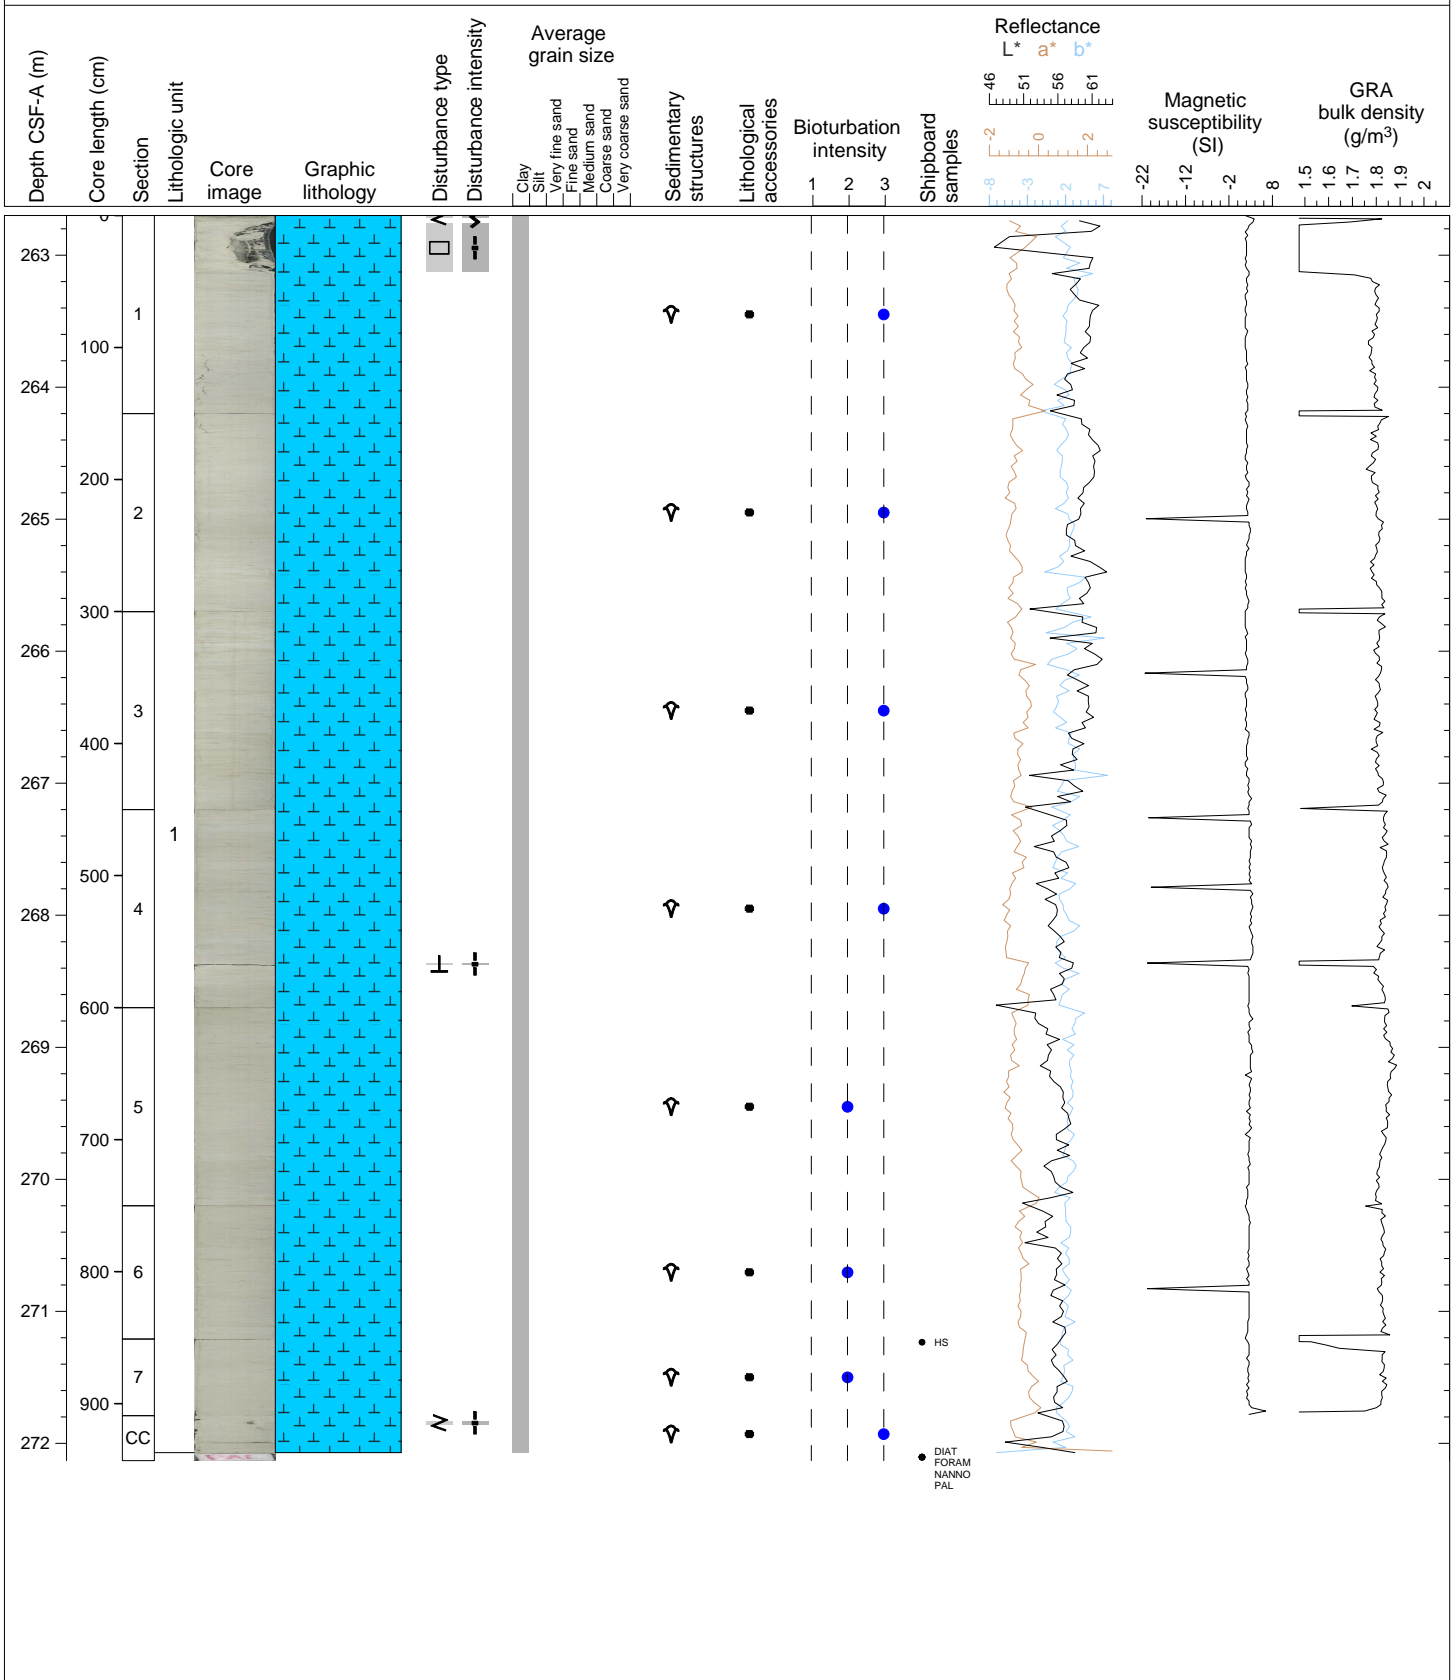 Depth CSF-A (m)
Core length (cm)
Section
Lithologic unit
Core
image
Graphic
lithology
Disturbance type
Disturbance intensity
Average
grain size
Clay
Silt
Very fine sand
Fine sand
Medium sand
Coarse sand
Very coarse sand
Sedimentary
structures
Lithological
accessories
Bioturbation
intensity
1 2 3
Shipboard
samples
Reflectance
L* a* b*
46 51 56 61
-2 0 2
-8 -3 2 7
Magnetic
susceptibility
(SI)
-22 -12 -2 8
GRA
bulk density
(g/m3)
1.5 1.6 1.7 1.8 1.9 2
0
263
1
100
264
200
265
2
300
266
3
400
267
1
500
268
4
600
269
5
700
270
800
6
271
HS
7
900
CC
272
DIAT
FORAM
NANNO
PAL